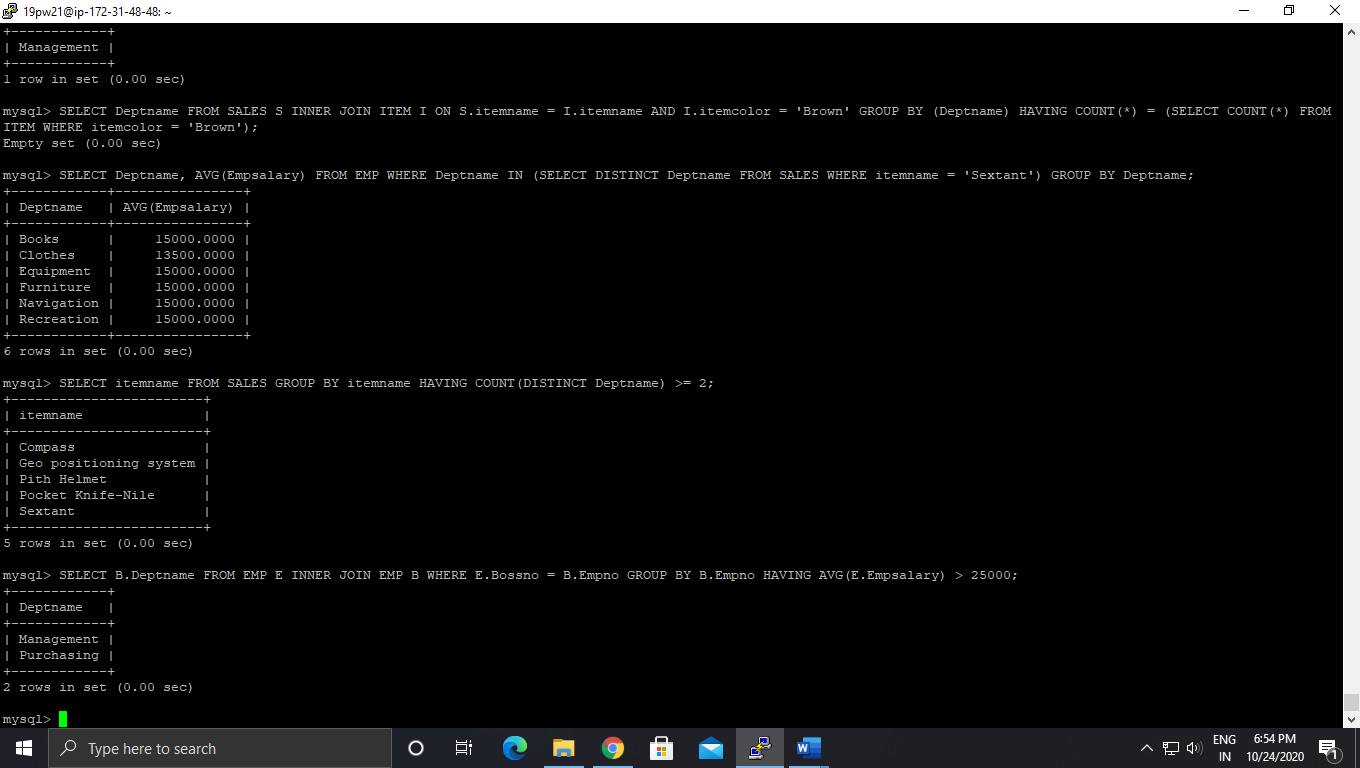 19pw21@ip-172-31-48-48: ~
+------------+
| Management |
+------------+
1 row in set (0.00 sec)
mysql> SELECT Deptname FROM SALES S INNER JOIN ITEM I ON S.itemname = I.itemname AND I.itemcolor = 'Brown' GROUP BY (Deptname) HAVING COUNT(*) = (SELECT COUNT(*) FROM
ITEM WHERE itemcolor = 'Brown');
Empty set (0.00 sec)
mysql> SELECT Deptname, AVG(Empsalary) FROM EMP WHERE Deptname IN (SELECT DISTINCT Deptname FROM SALES WHERE itemname = 'Sextant') GROUP BY Deptname;
+------------+----------------+
| Deptname   | AVG(Empsalary) |
+------------+----------------+
| Books      |     15000.0000 |
| Clothes    |     13500.0000 |
| Equipment  |     15000.0000 |
| Furniture  |     15000.0000 |
| Navigation |     15000.0000 |
| Recreation |     15000.0000 |
+------------+----------------+
6 rows in set (0.00 sec)
mysql> SELECT itemname FROM SALES GROUP BY itemname HAVING COUNT(DISTINCT Deptname) >= 2;
+------------------------+
| itemname               |
+------------------------+
| Compass                |
| Geo positioning system |
| Pith Helmet            |
| Pocket Knife-Nile      |
| Sextant                |
+------------------------+
5 rows in set (0.00 sec)
mysql> SELECT B.Deptname FROM EMP E INNER JOIN EMP B WHERE E.Bossno = B.Empno GROUP BY B.Empno HAVING AVG(E.Empsalary) > 25000;
+------------+
| Deptname   |
+------------+
| Management |
| Purchasing |
+------------+
2 rows in set (0.00 sec)
mysql>
Type here to search
ENG
IN
6:54 PM
10/24/2020
1